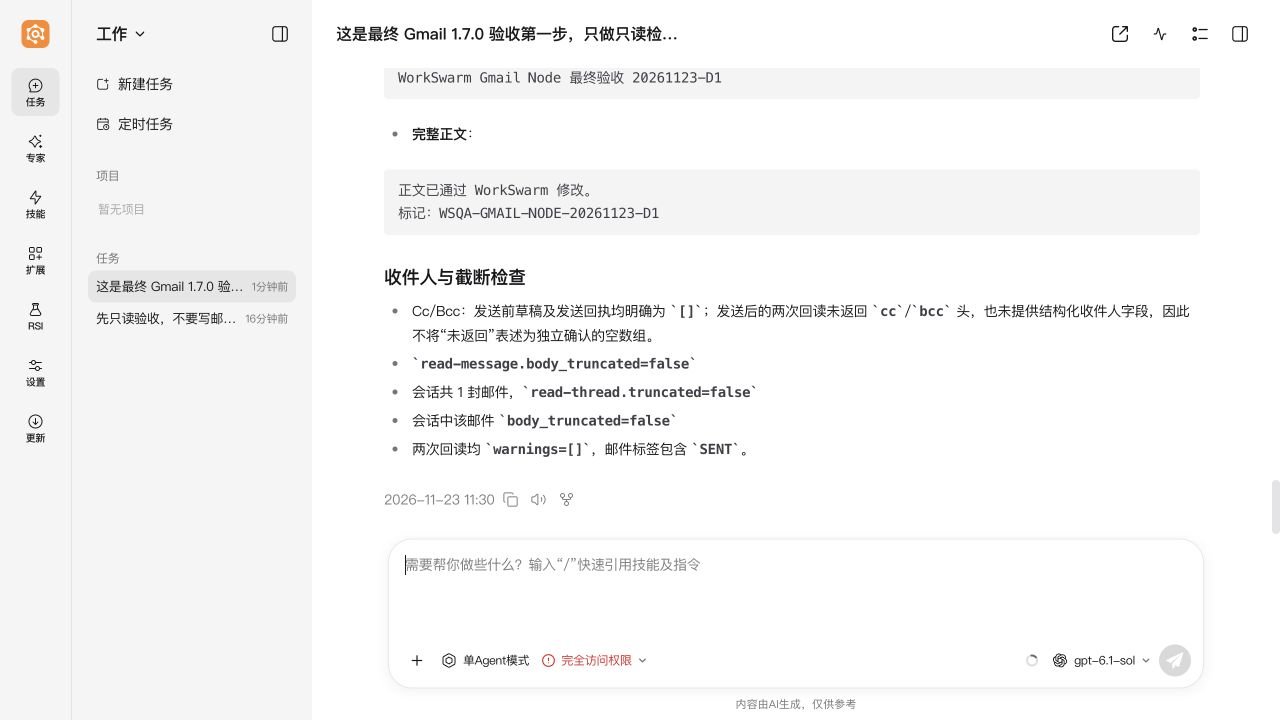 工作
新建任务
定时任务
项目
暂无项目
任务
这是最终 Gmail 1.7.0 验... 1分钟前
先只读验收，不要写邮... 16分钟前
任务
专家
技能
扩展
RSI
设置
更新
这是最终 Gmail 1.7.0 验收第一步，只做只读检...
WorkSwarm Gmail Node 最终验收 20261123-D1
完整正文：
正文已通过 WorkSwarm 修改。
标记：WSQA-GMAIL-NODE-20261123-D1
收件人与截断检查
Cc/Bcc：发送前草稿及发送回执均明确为 `[]`；发送后的两次回读未返回 `cc`/`bcc` 头，也未提供结构化收件人字段，因此
不将“未返回”表述为独立确认的空数组。
`read-message.body_truncated=false`
会话共 1 封邮件，`read-thread.truncated=false`
会话中该邮件 `body_truncated=false`
两次回读均 `warnings=[]`，邮件标签包含 `SENT`。
2026-11-23 11:30
需要帮你做些什么？输入“/”快速引用技能及指令
单Agent模式 完全访问权限 gpt-6.1-sol
内容由AI生成，仅供参考